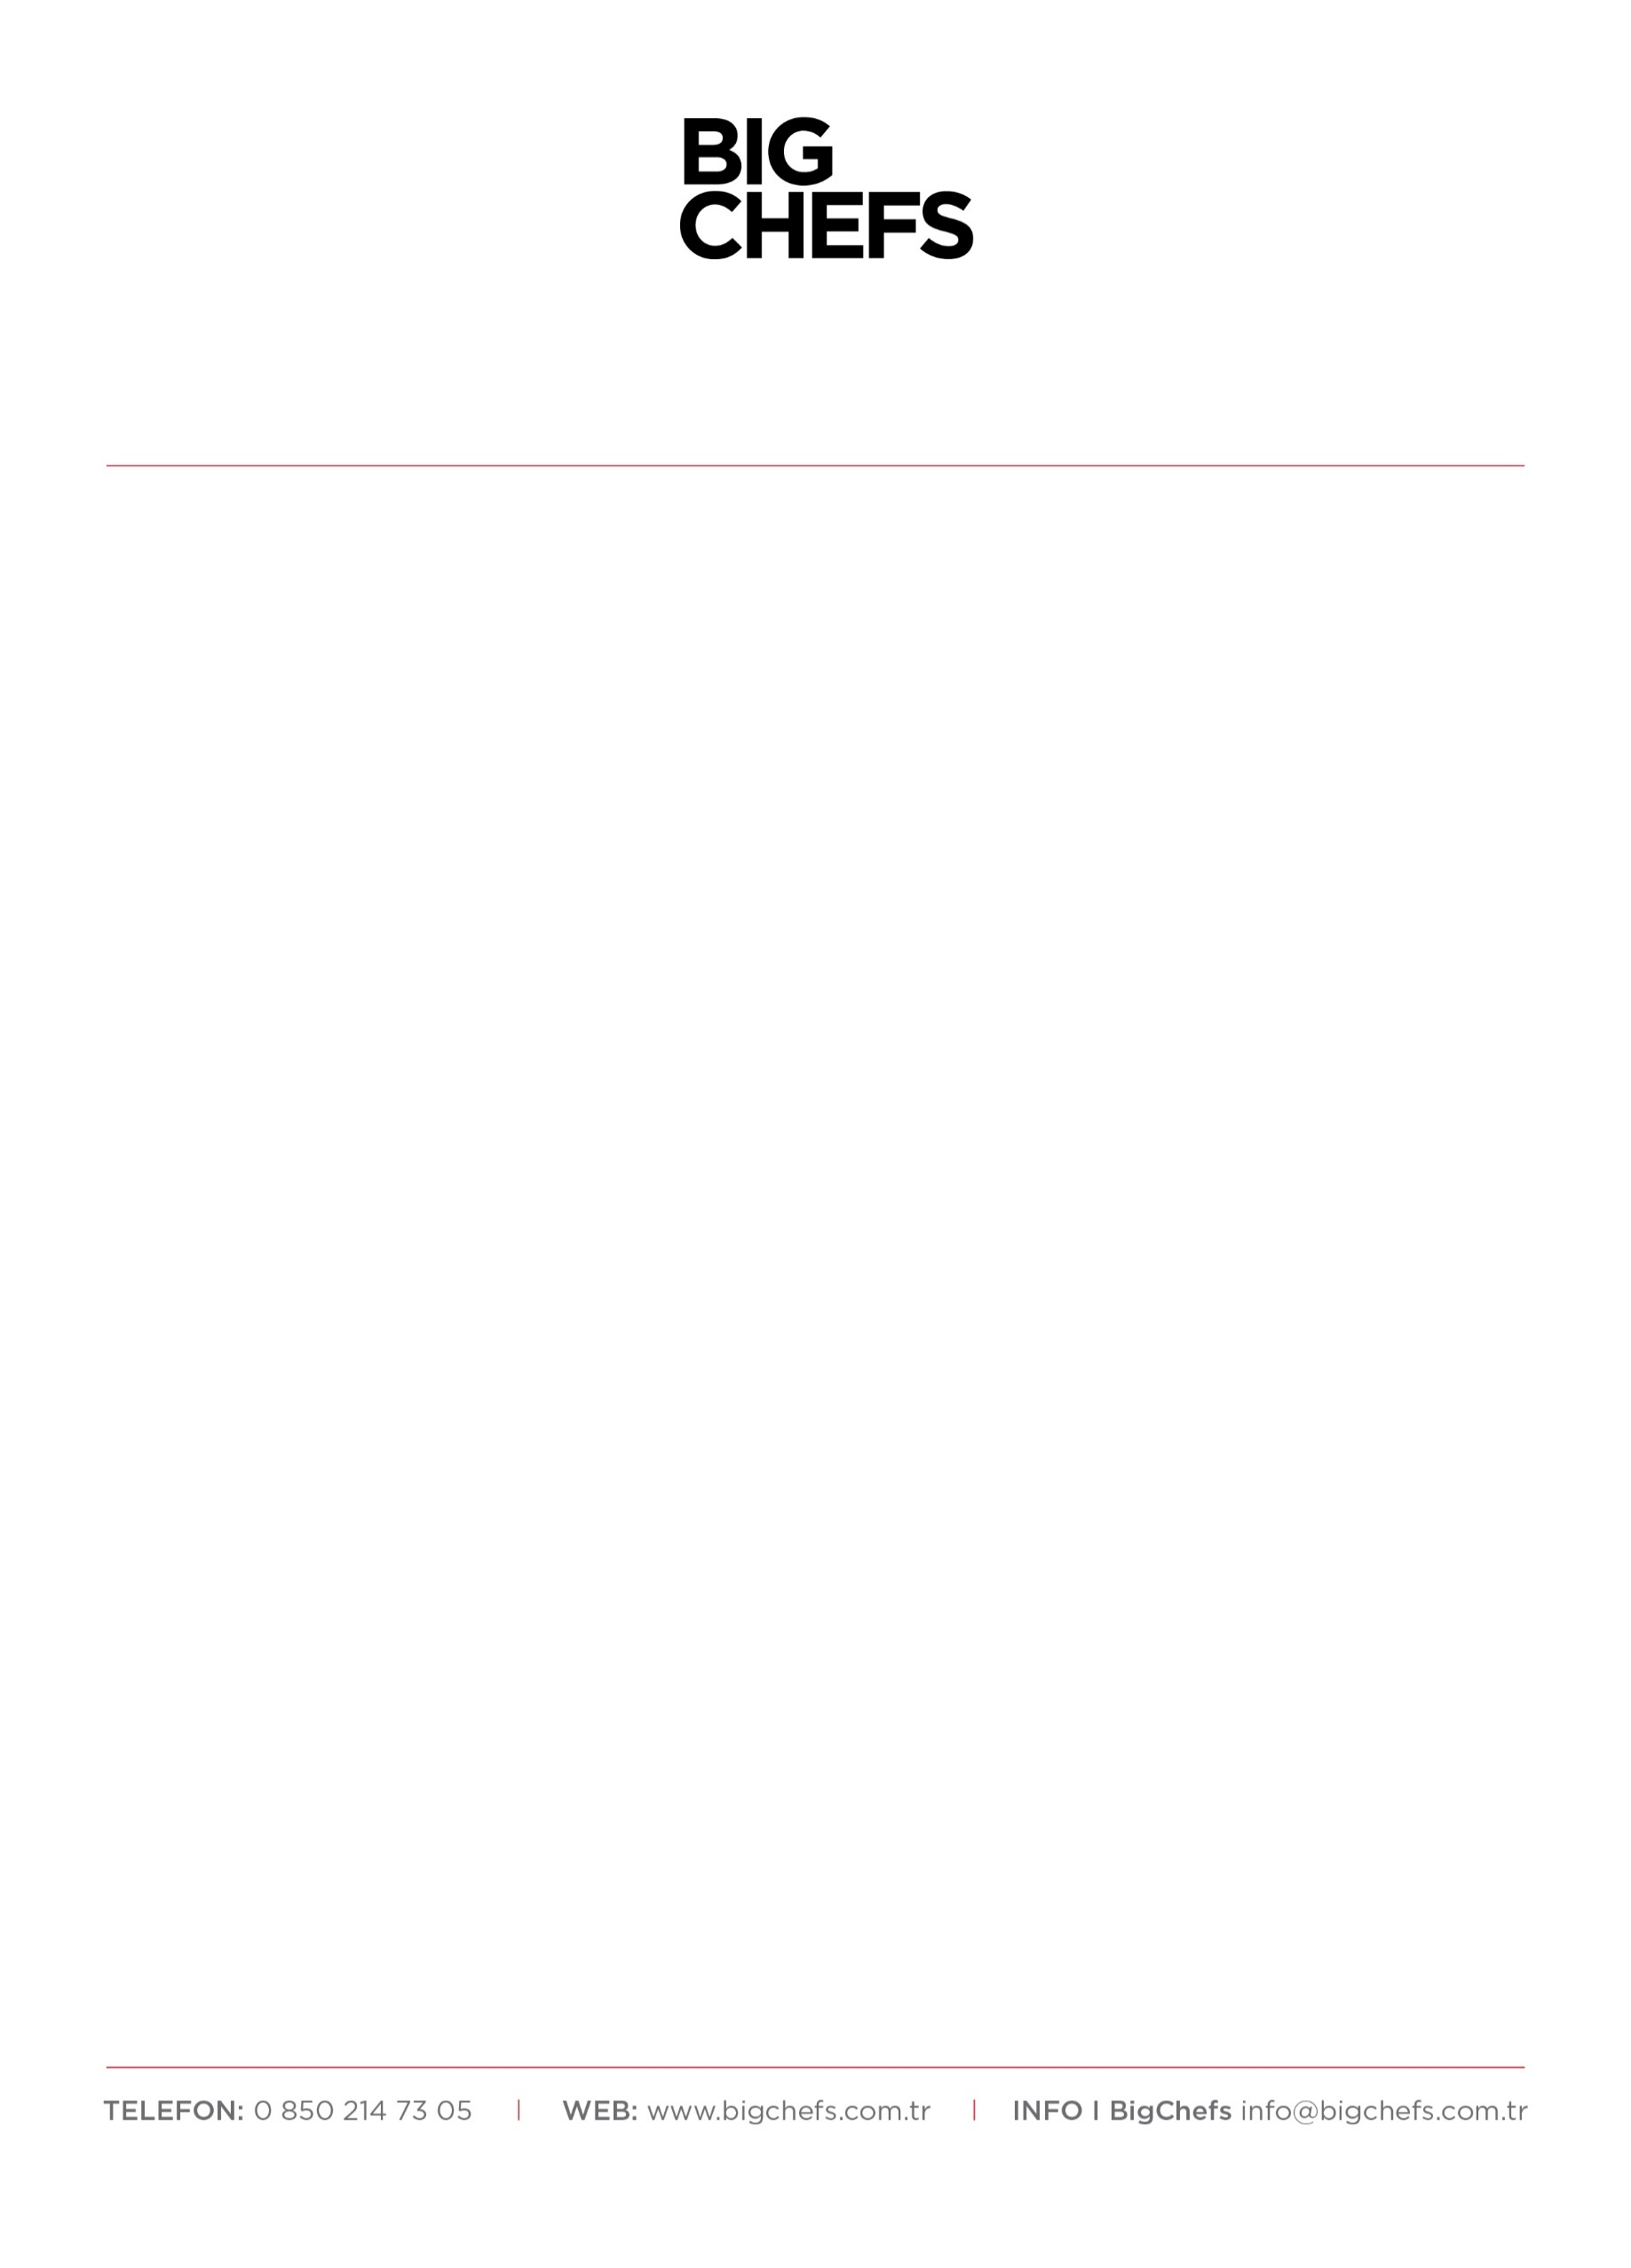 BIG
CHEFS
TELEFON: 0 850 214 73 05 | WEB: www.bigchefs.com.tr | INFO I BigChefs info@bigchefs.com.tr